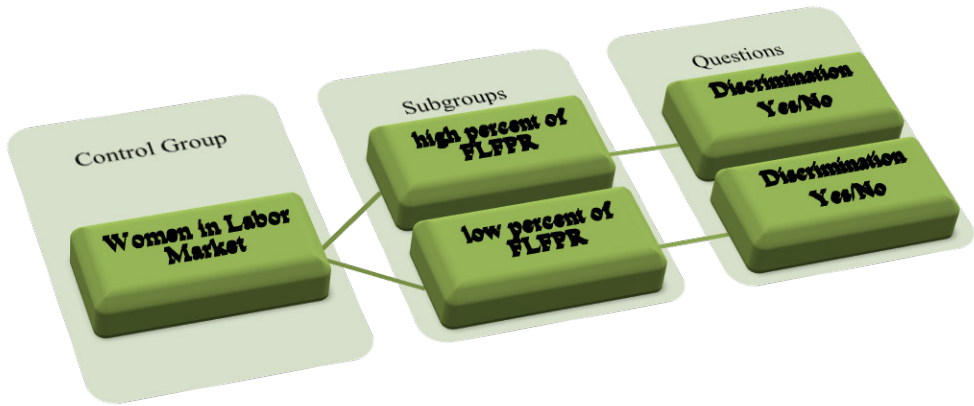 Control Group
Women in Labor
Market
Subgroups
high percent of
FLFPR
low percent of
FLFPR
Questions
Discrimination
Yes/No
Discrimination
Yes/No